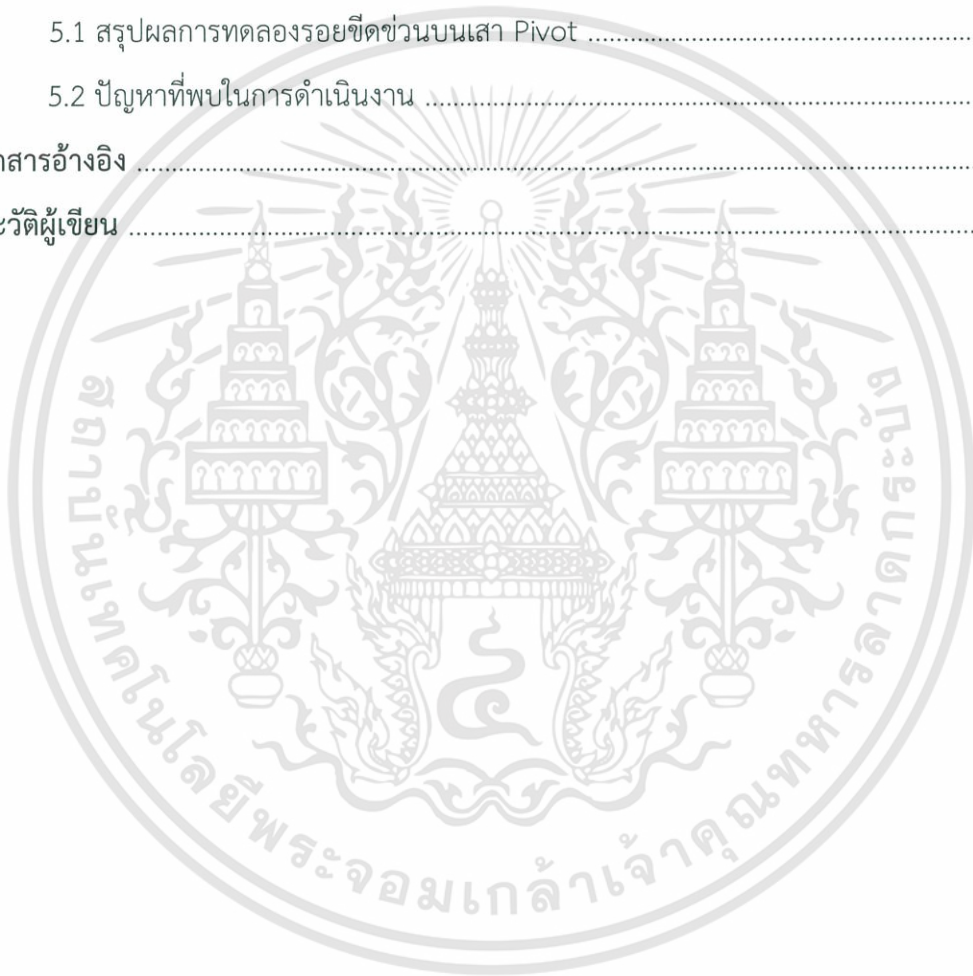 5.1 สรุปผลการทดลองรอยขีดข่วนบนเสา Pivot ........................................................
5.2 ปัญหาที่พบในการดำเนินงาน ................................................................................
กสารอ้างอิง ........................................................................................................
ะวัติผู้เขียน .........................................................................................................
สถาบันเทคโนโลยีพระจอมเกล้าเจ้าคุณทหารลาดกระบัง
๔